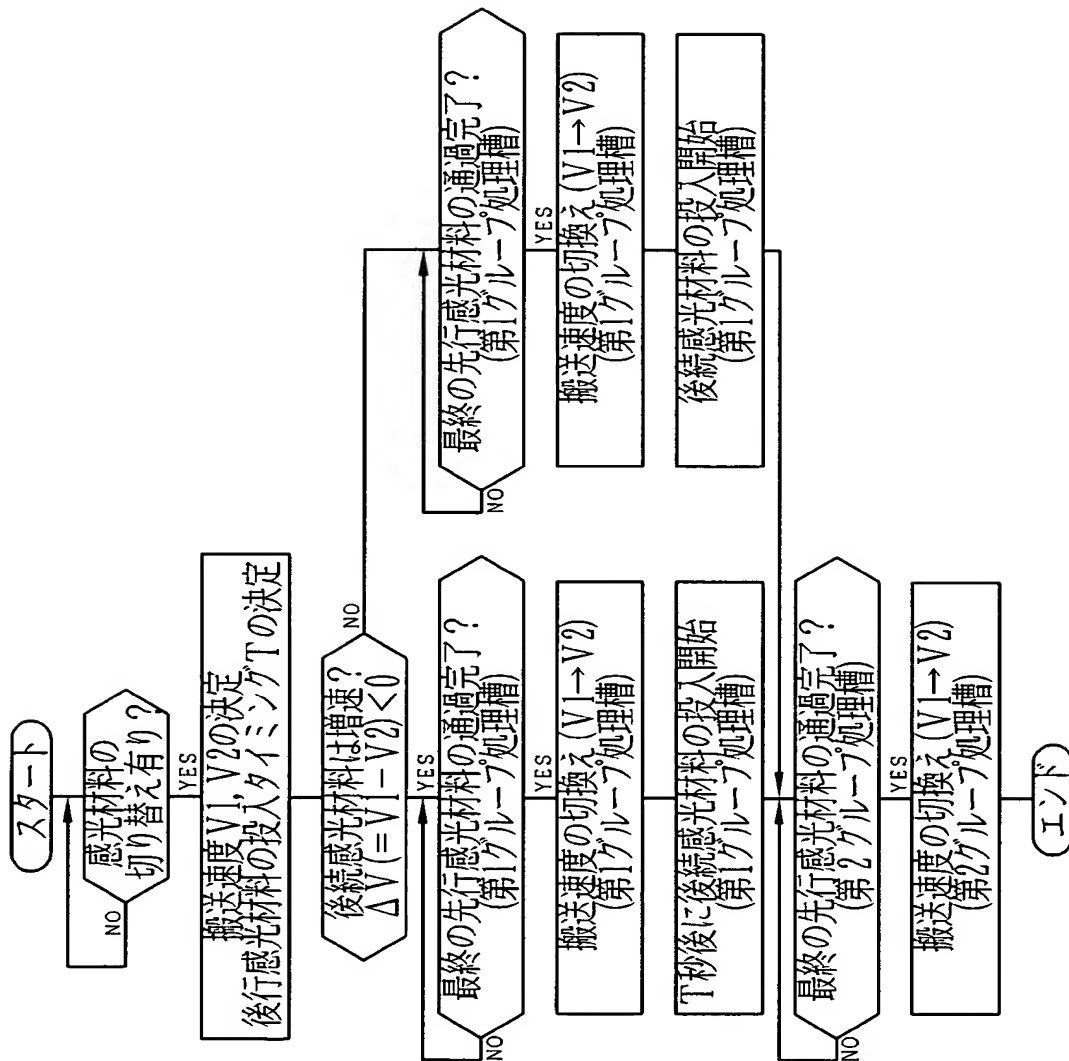 スタート
感光材料の
切り替え有り?
NO
YES
搬送速度V1, V2の決定
後行感光材料の投入タイミングTの決定
後続感光材料は増速?
ΔV(=V1−V2)<0
NO
YES
最終の先行感光材料の通過完了?
(第1グループ処理槽)
NO
YES
搬送速度の切換え(V1→V2)
(第1グループ処理槽)
T秒後に後続感光材料の投入開始
(第1グループ処理槽)
最終の先行感光材料の通過完了?
(第1グループ処理槽)
NO
YES
搬送速度の切換え(V1→V2)
(第1グループ処理槽)
後続感光材料の投入開始
(第1グループ処理槽)
最終の先行感光材料の通過完了?
(第2グループ処理槽)
NO
YES
搬送速度の切換え(V1→V2)
(第2グループ処理槽)
エンド